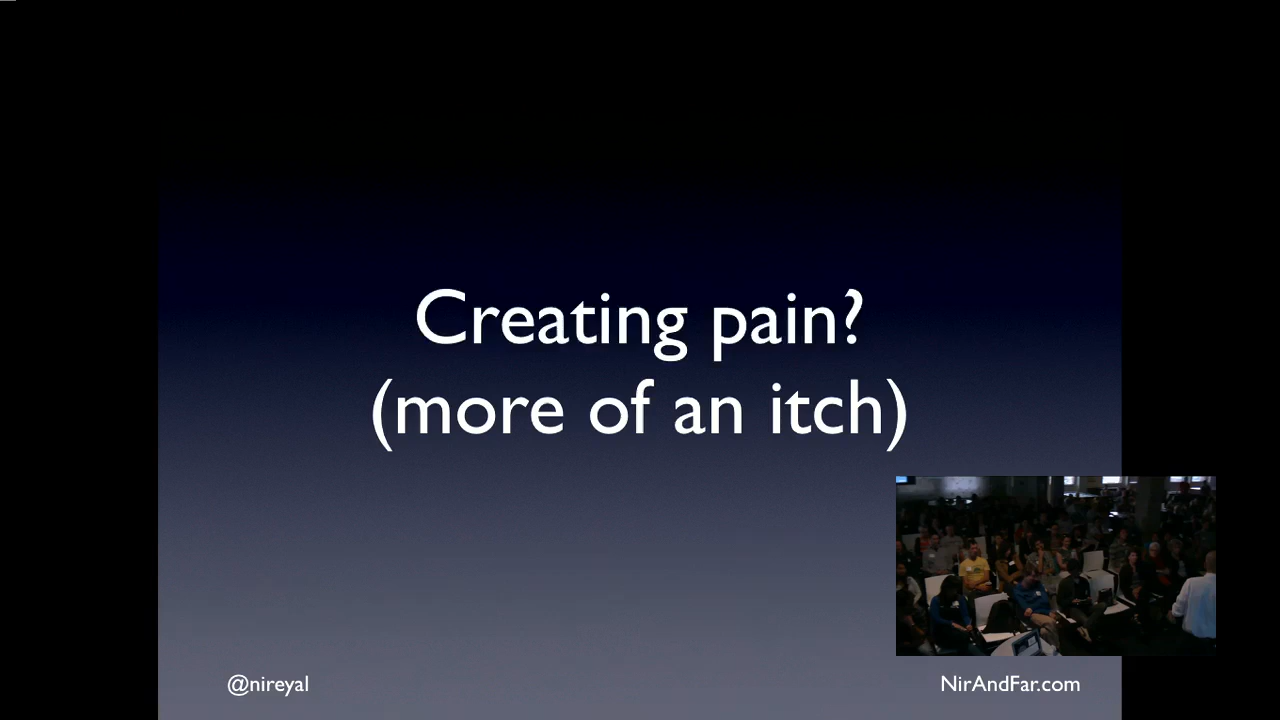 Creating pain?
(more of an itch)
@nireyal
NirAndFar.com